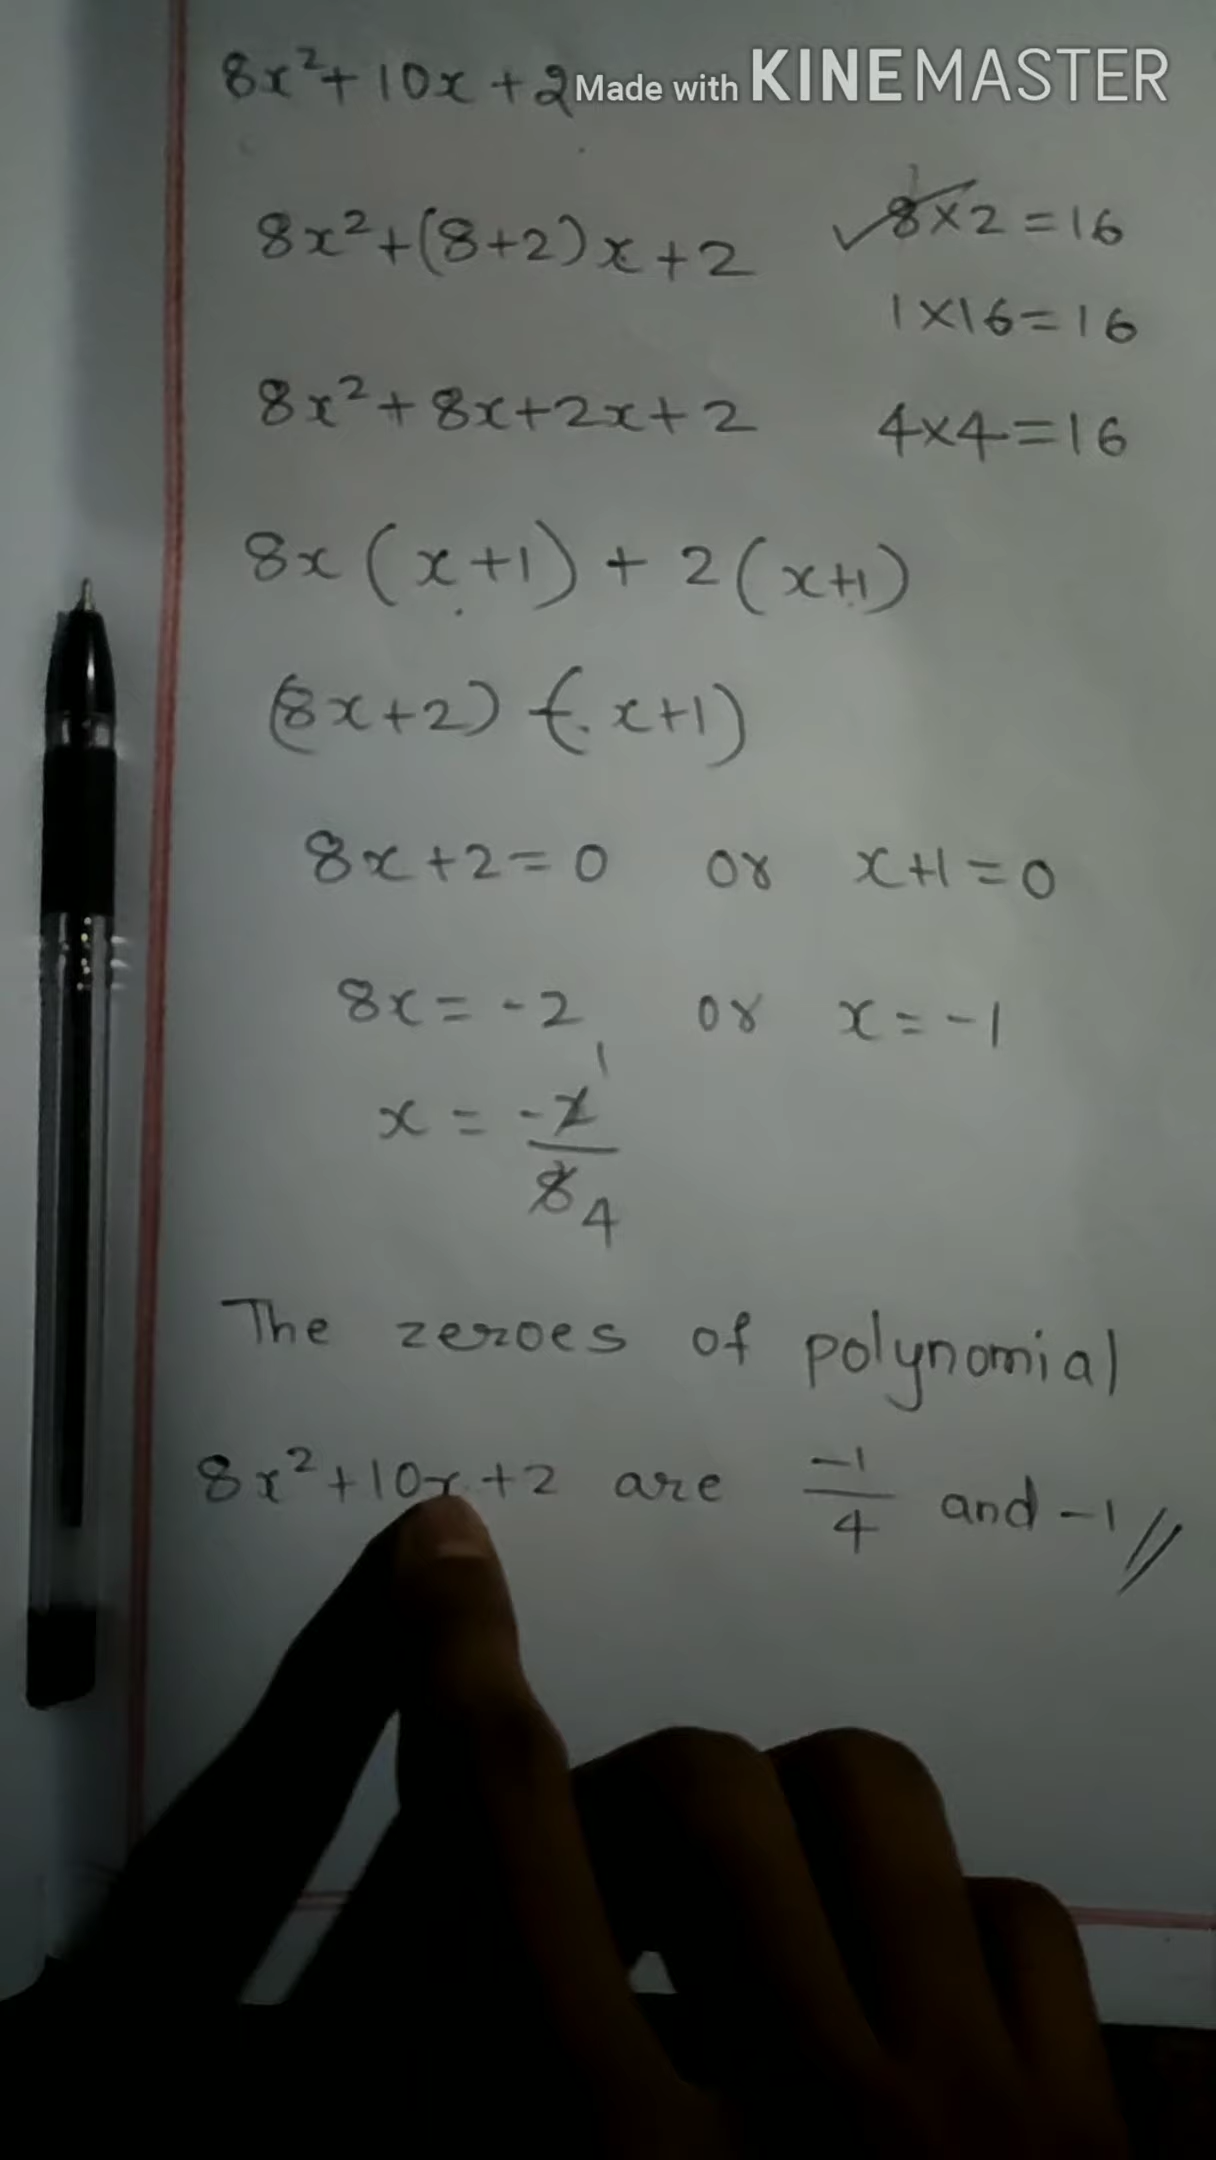 8x²+10x+2
Made with KINEMASTER
8x²+(8+2)x+2
8×2=16
1×16=16
8x²+8x+2x+2
4×4=16
8x(x+1)+2(x+1)
(8x+2)(x+1)
8x+2=0 or x+1=0
8x=-2 or x=-1
1
x = -2/8
4
The zeroes of polynomial
8x²+10x+2 are -1/4 and -1//